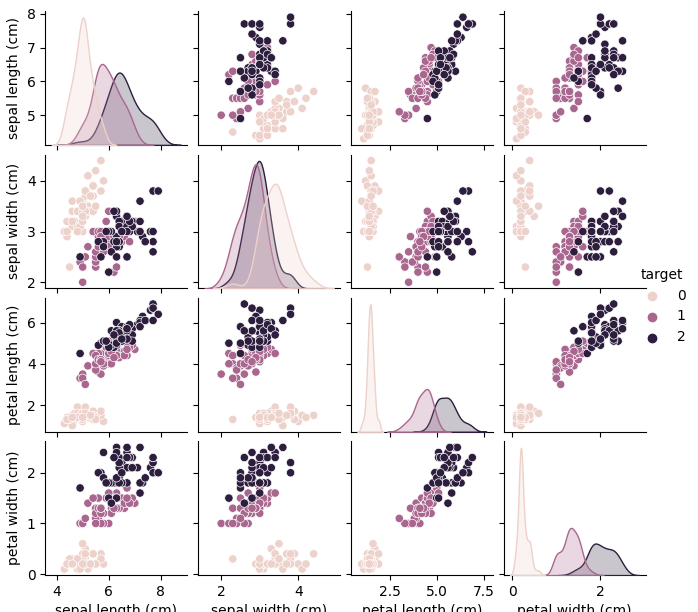 8
7
6
5
sepal length (cm)
4
3
2
sepal width (cm)
target
0
1
2
6
4
2
petal length (cm)
2
1
0
petal width (cm)
4 6 8
2 4
2.5 5.0 7.5
0 2
sepal length (cm) sepal width (cm) petal length (cm) petal width (cm)